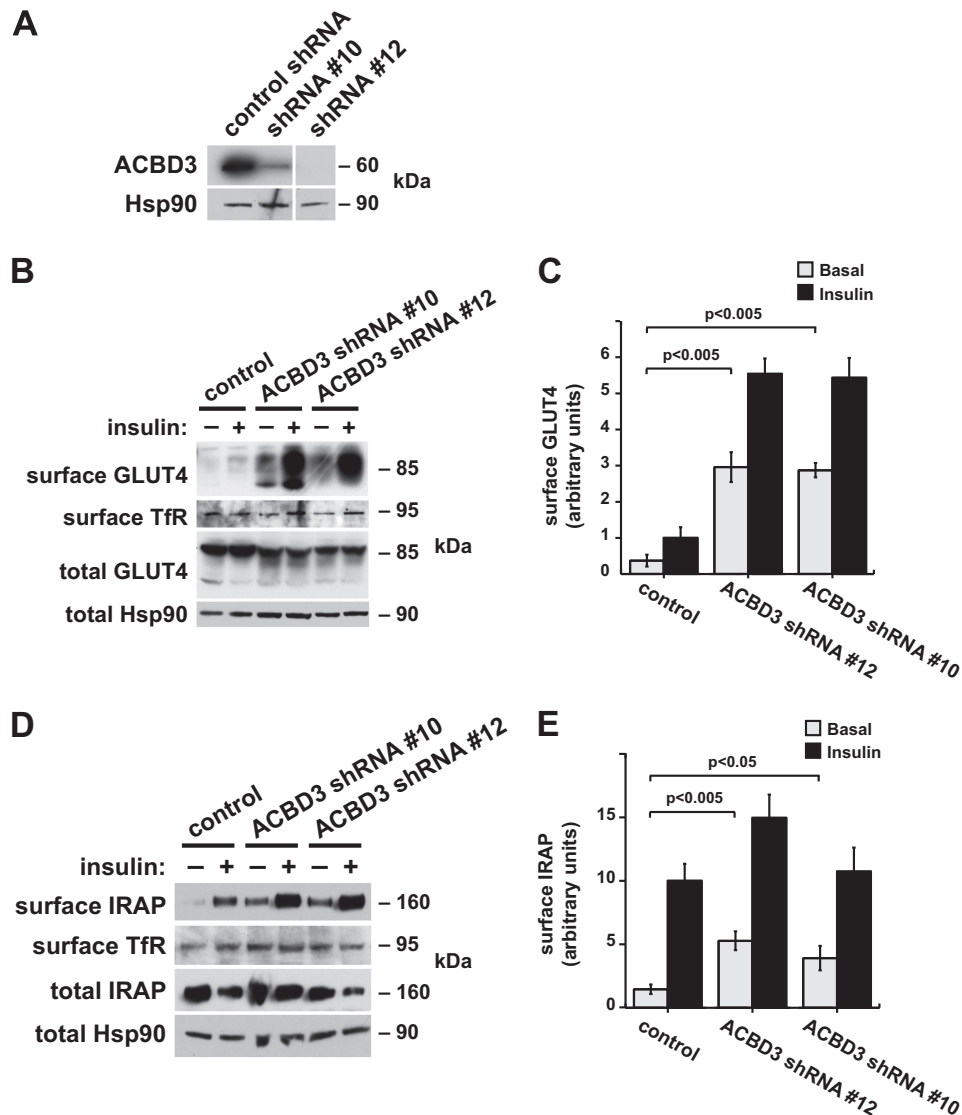 A
control shRNA
shRNA #10
shRNA #12
ACBD3
– 60
kDa
Hsp90
– 90
B
control
ACBD3 shRNA #10
ACBD3 shRNA #12
insulin: – + – + – +
surface GLUT4
– 85
surface TfR
– 95
total GLUT4
– 85
kDa
total Hsp90
– 90
C
Basal
Insulin
p<0.005
p<0.005
surface GLUT4
(arbitrary units)
6
5
4
3
2
1
0
control
ACBD3 shRNA #12
ACBD3 shRNA #10
D
control
ACBD3 shRNA #10
ACBD3 shRNA #12
insulin: – + – + – +
surface IRAP
– 160
surface TfR
– 95
kDa
total IRAP
– 160
total Hsp90
– 90
E
Basal
Insulin
p<0.05
p<0.005
surface IRAP
(arbitrary units)
15
10
5
0
control
ACBD3 shRNA #12
ACBD3 shRNA #10